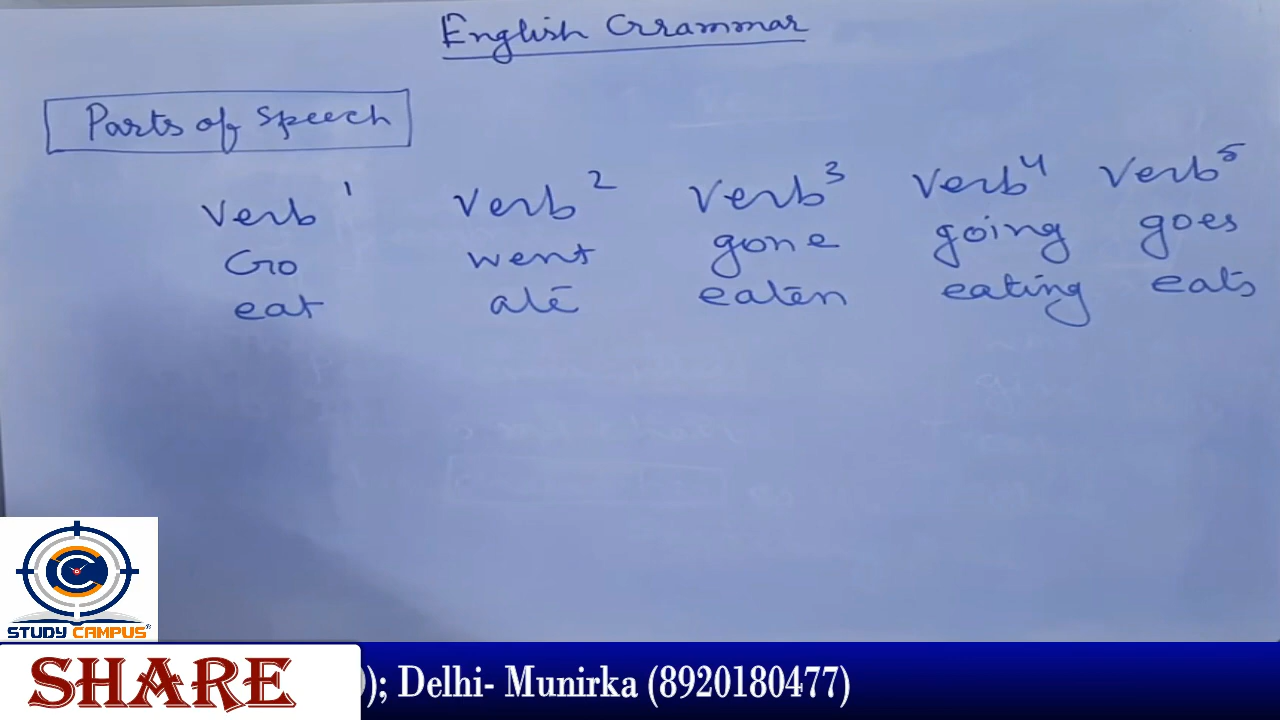 English Grammar
Parts of Speech
Verb¹ Verb² Verb³ Verb⁴ Verb⁵
Go went gone going goes
eat ate eaten eating eats
STUDY CAMPUS®
SHARE ); Delhi- Munirka (8920180477)